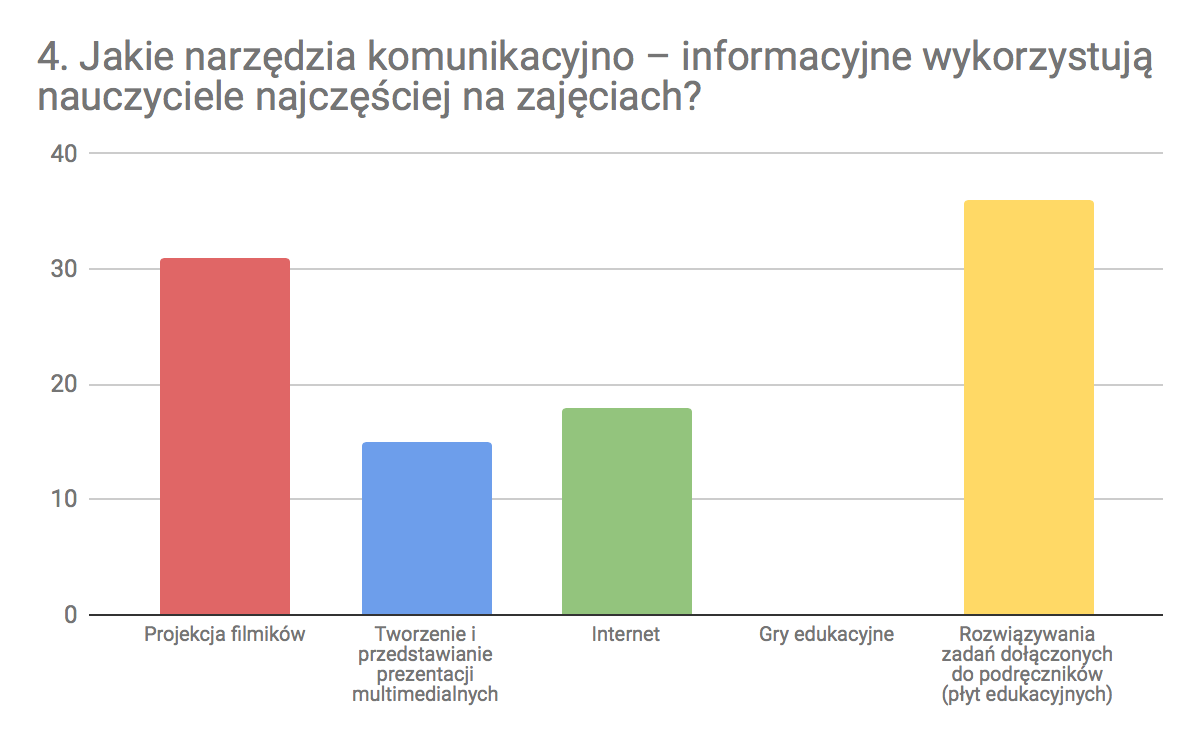 4. Jakie narzędzia komunikacyjno – informacyjne wykorzystują
nauczyciele najczęściej na zajęciach?
40
30
20
10
0
Projekcja filmików
Tworzenie i
przedstawianie
prezentacji
multimedialnych
Internet
Gry edukacyjne
Rozwiązywania
zadań dołączonych
do podręczników
(płyt edukacyjnych)